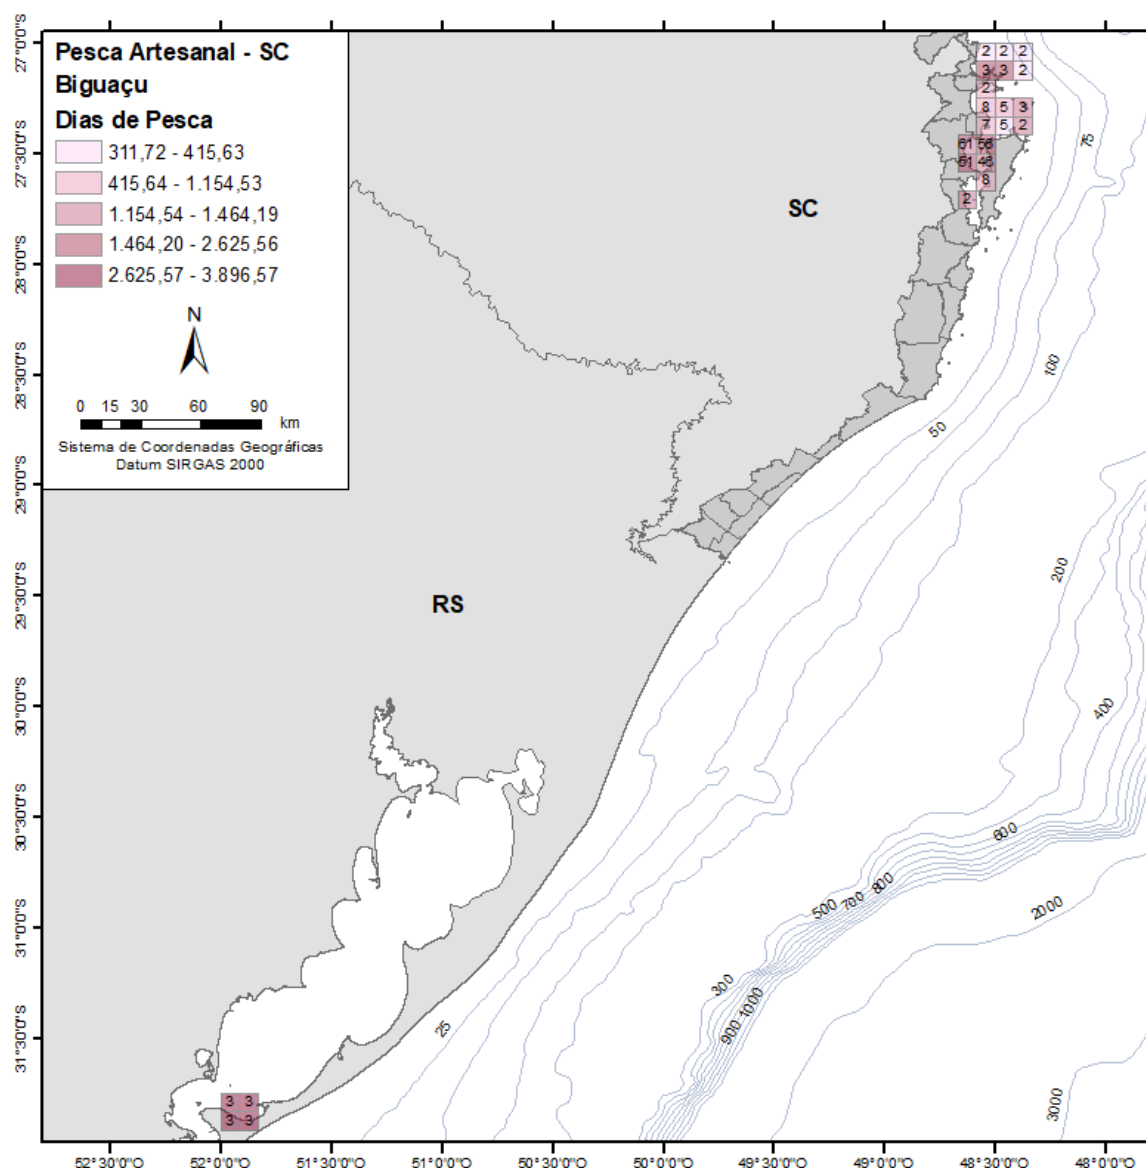 Pesca Artesanal - SC
Biguaçu
Dias de Pesca
311,72 - 415,63
415,64 - 1.154,53
1.154,54 - 1.464,19
1.464,20 - 2.625,56
2.625,57 - 3.896,57
N
0 15 30 60 90
km
Sistema de Coordenadas Geográficas
Datum SIRGAS 2000
27°0'0"S
27°30'0"S
28°0'0"S
28°30'0"S
29°0'0"S
29°30'0"S
30°0'0"S
30°30'0"S
31°0'0"S
31°30'0"S
SC
RS
2 2 2
3 3 2
2
8 5 3
7 5 2
61 56
51 46
8
2
75
100
50
200
400
600
800
700
500
2000
300
1000
900
25
3000
3 3
3 3
52°30'0"O
52°0'0"O
51°30'0"O
51°0'0"O
50°30'0"O
50°0'0"O
49°30'0"O
49°0'0"O
48°30'0"O
48°0'0"O